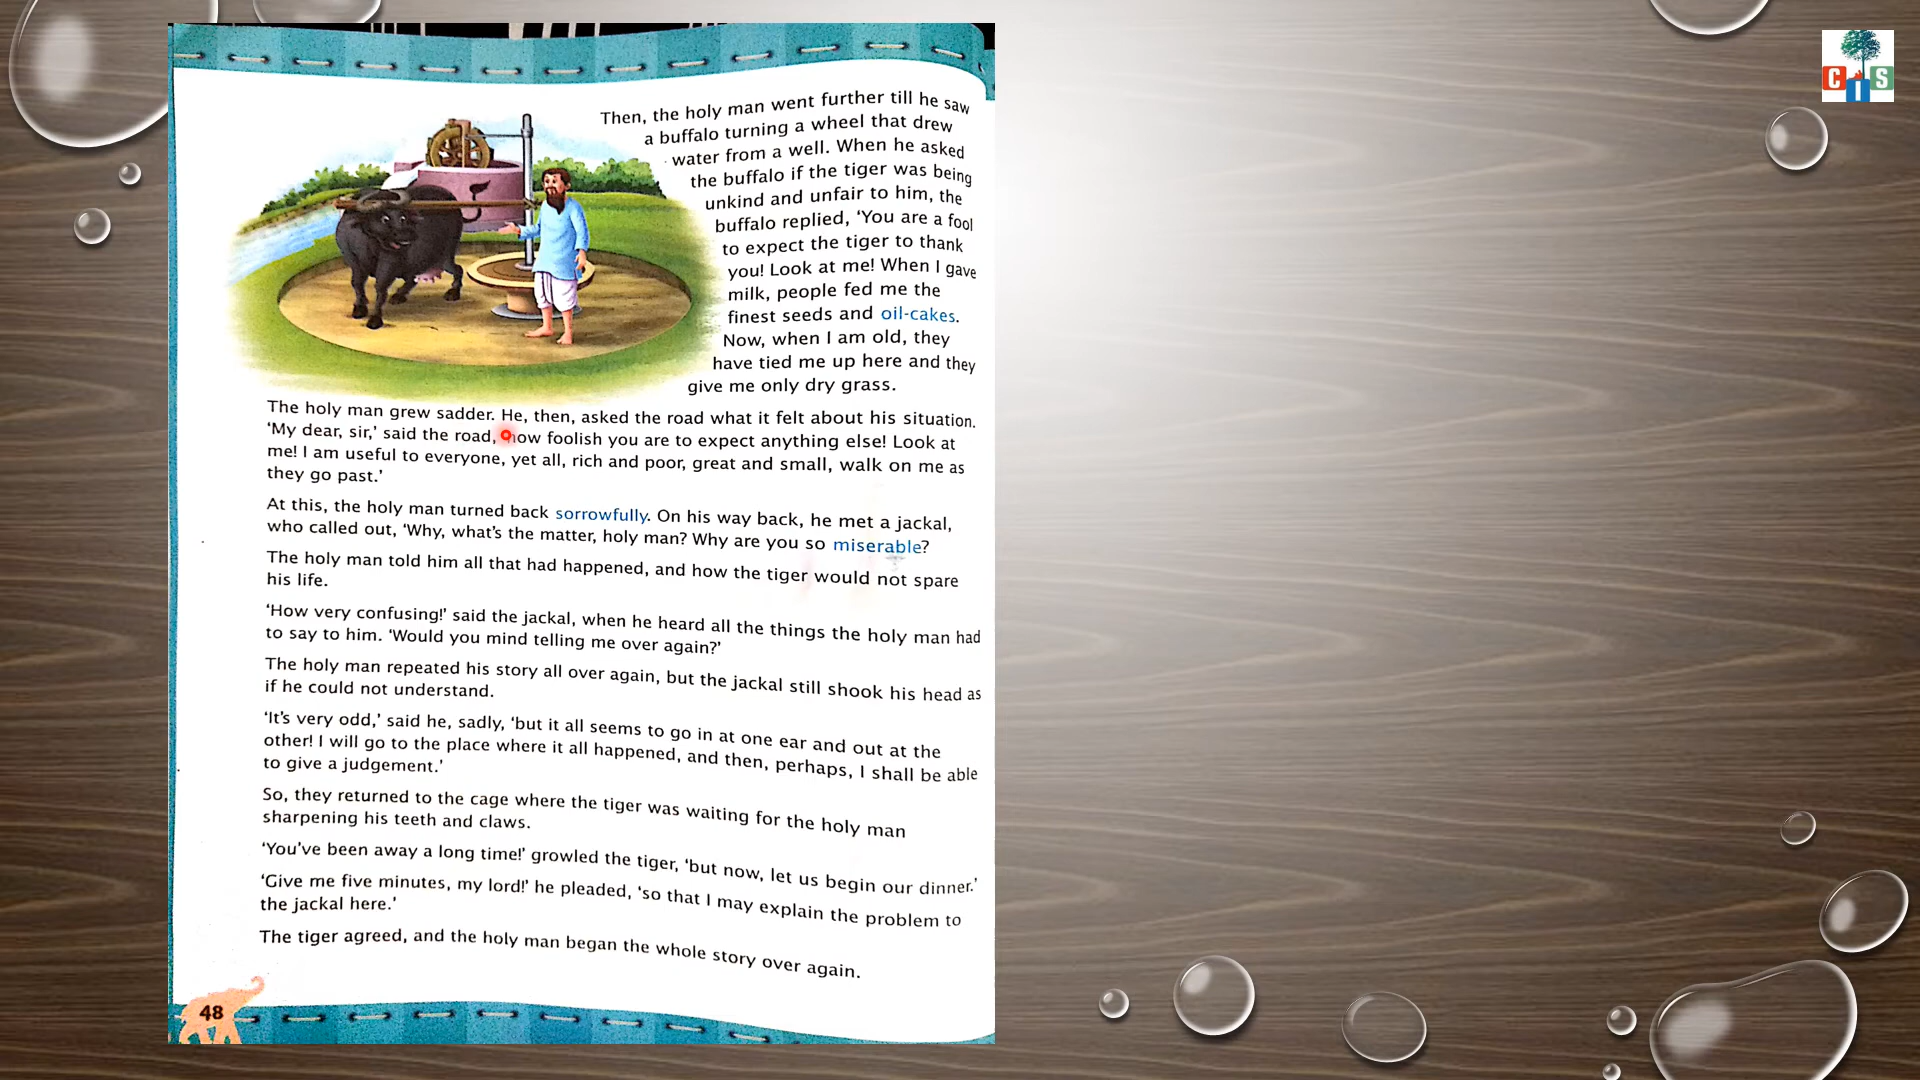 Then, the holy man went further till he saw
a buffalo turning a wheel that drew
water from a well. When he asked
the buffalo if the tiger was being
unkind and unfair to him, the
buffalo replied, ‘You are a fool
to expect the tiger to thank
you! Look at me! When I gave
milk, people fed me the
finest seeds and oil-cakes.
Now, when I am old, they
have tied me up here and they
give me only dry grass.
The holy man grew sadder. He, then, asked the road what it felt about his situation.
‘My dear, sir,’ said the road, how foolish you are to expect anything else! Look at
me! I am useful to everyone, yet all, rich and poor, great and small, walk on me as
they go past.’
At this, the holy man turned back sorrowfully. On his way back, he met a jackal,
who called out, ‘Why, what’s the matter, holy man? Why are you so miserable?
The holy man told him all that had happened, and how the tiger would not spare
his life.
‘How very confusing!’ said the jackal, when he heard all the things the holy man had
to say to him. ‘Would you mind telling me over again?’
The holy man repeated his story all over again, but the jackal still shook his head as
if he could not understand.
‘It’s very odd,’ said he, sadly, ‘but it all seems to go in at one ear and out at the
other! I will go to the place where it all happened, and then, perhaps, I shall be able
to give a judgement.’
So, they returned to the cage where the tiger was waiting for the holy man
sharpening his teeth and claws.
‘You’ve been away a long time!’ growled the tiger, ‘but now, let us begin our dinner.’
‘Give me five minutes, my lord!’ he pleaded, ‘so that I may explain the problem to
the jackal here.’
The tiger agreed, and the holy man began the whole story over again.
48
CIS